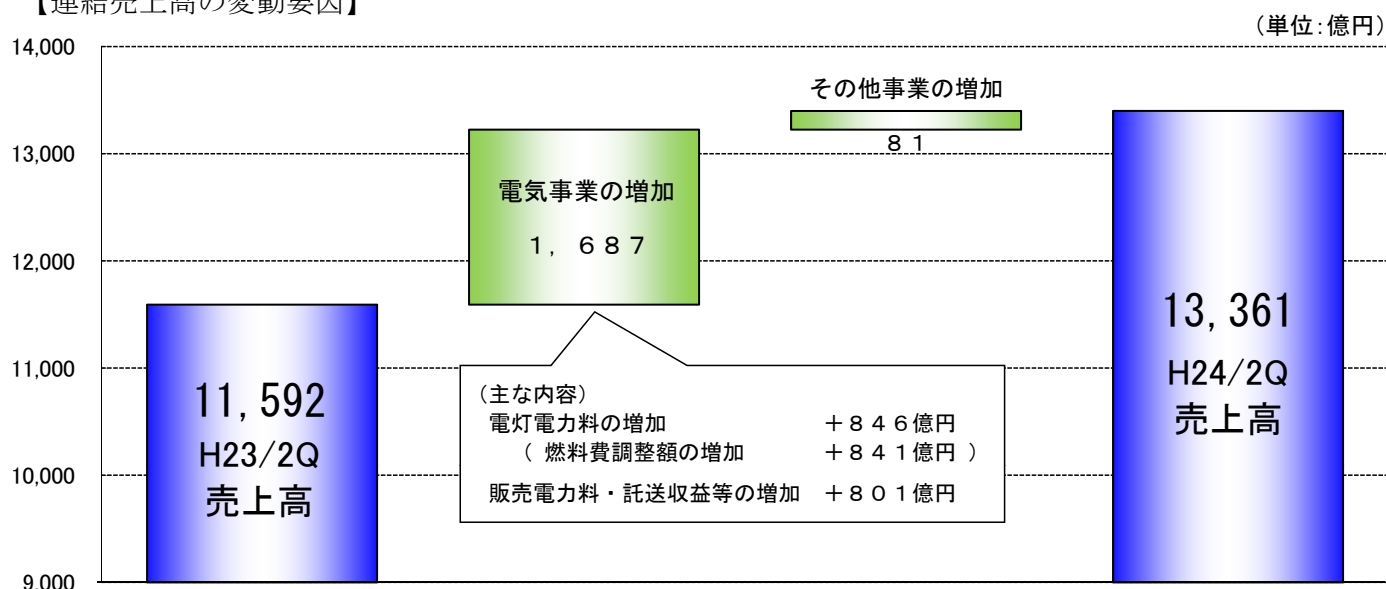 【連結売上高の変動要因】
(単位:億円)
14,000
13,000
12,000
11,000
10,000
9,000
11,592
H23/2Q
売上高
電気事業の増加
1,687
その他事業の増加
81
13,361
H24/2Q
売上高
(主な内容)
電灯電力料の増加 +846億円
( 燃料費調整額の増加 +841億円 )
販売電力料・託送収益等の増加 +801億円